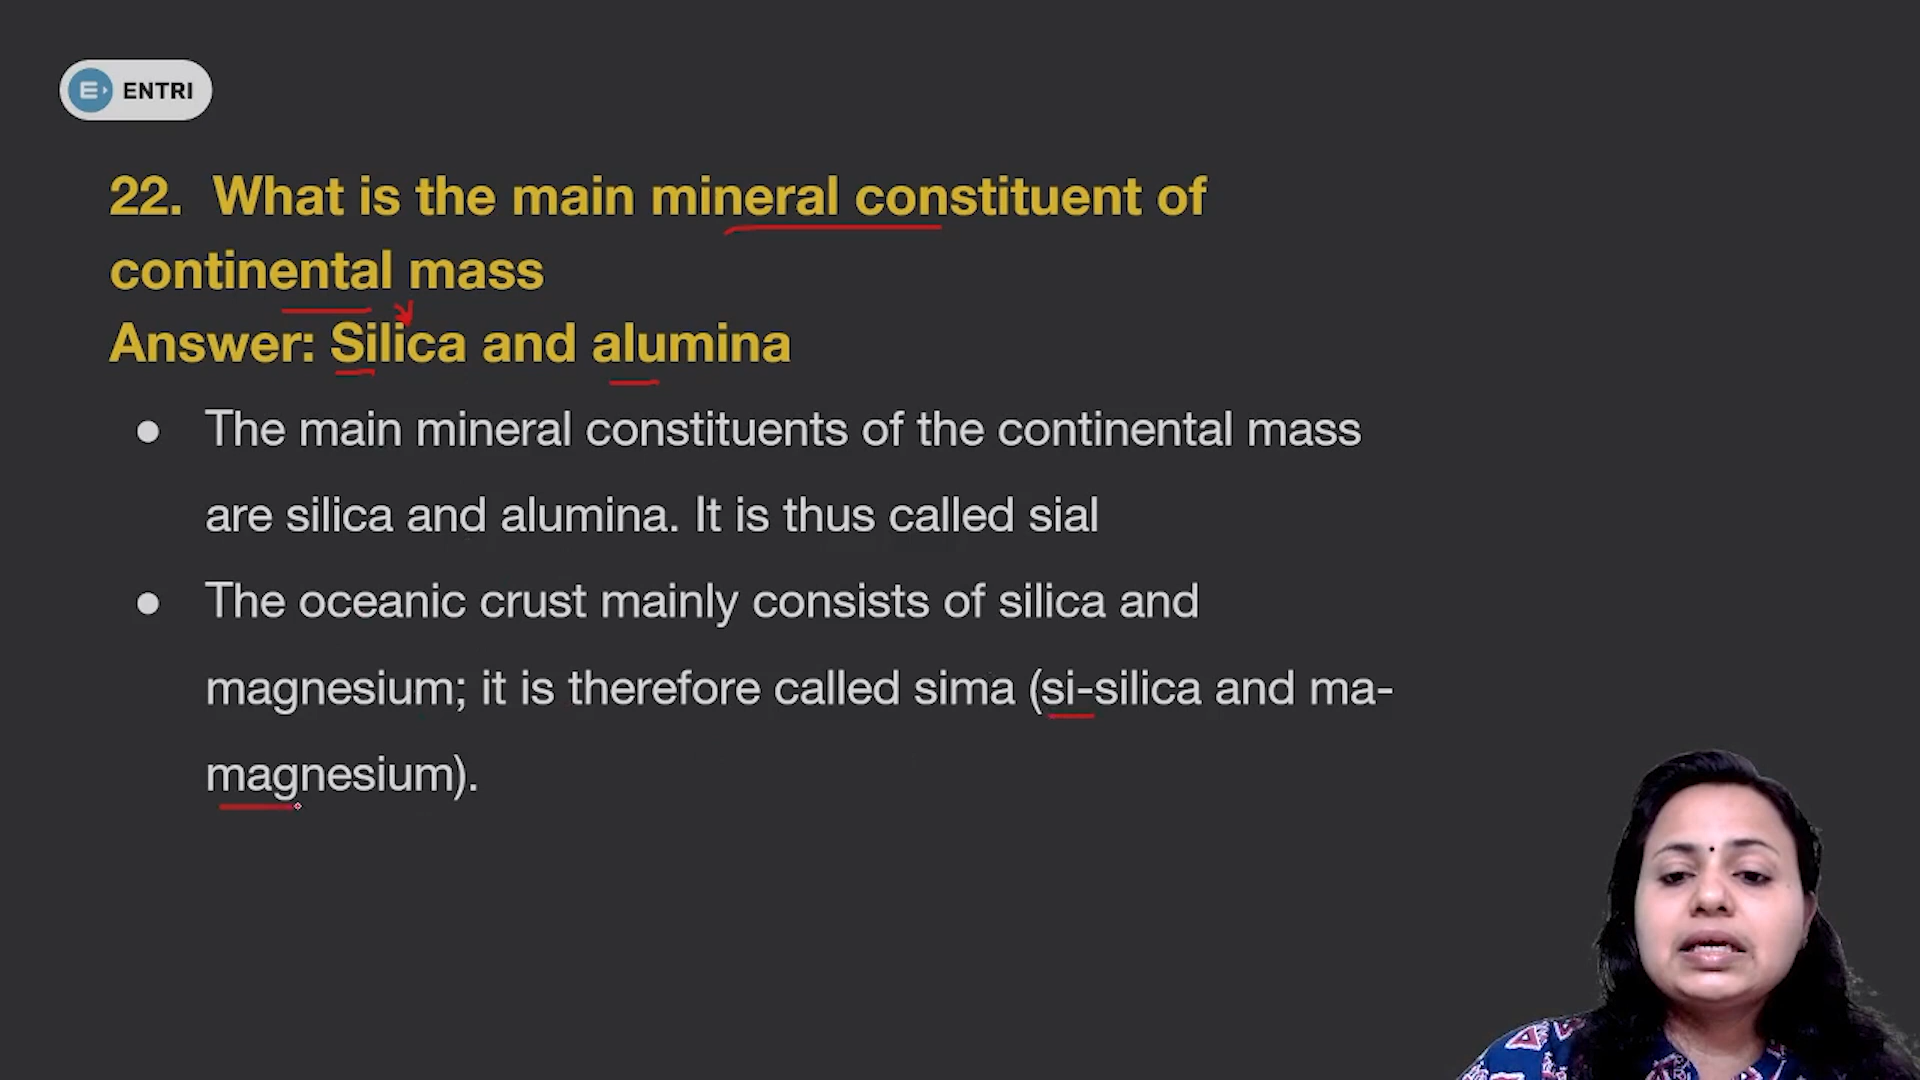 ENTRI
22. What is the main mineral constituent of
continental mass
Answer: Silica and alumina
● The main mineral constituents of the continental mass
are silica and alumina. It is thus called sial
● The oceanic crust mainly consists of silica and
magnesium; it is therefore called sima (si-silica and ma-
magnesium).